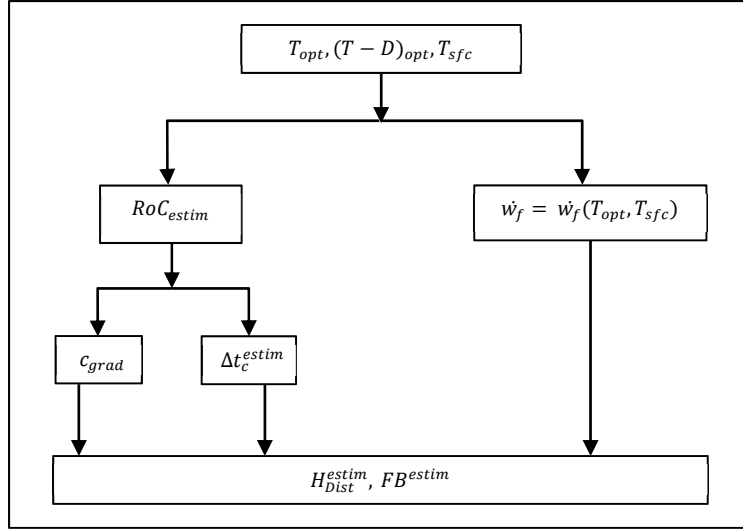 T_{opt}, (T − D)_{opt}, T_{sfc}
RoC_{estim}
ẇ_f = ẇ_f(T_{opt}, T_{sfc})
c_{grad}
Δt_c^{estim}
H_{Dist}^{estim}, FB^{estim}